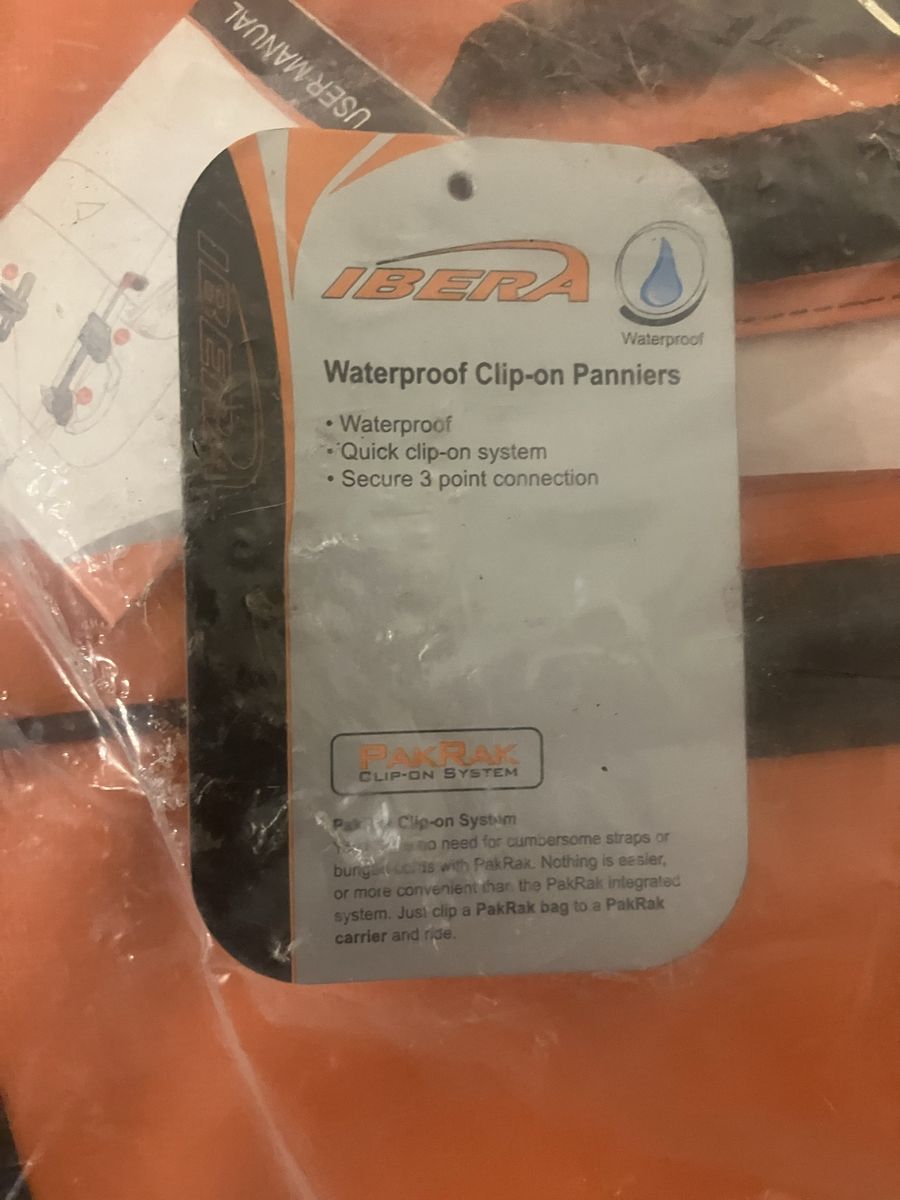 USER MANUAL
IBERA
IBERA
Waterproof
Waterproof Clip-on Panniers
• Waterproof
• Quick clip-on system
• Secure 3 point connection
PAKRAK
CLIP-ON SYSTEM
Clip-on System
no need for cumbersome straps or
with PakRak. Nothing is easier,
or more convenient than the PakRak integrated
system. Just clip a PakRak bag to a PakRak
carrier and ride.